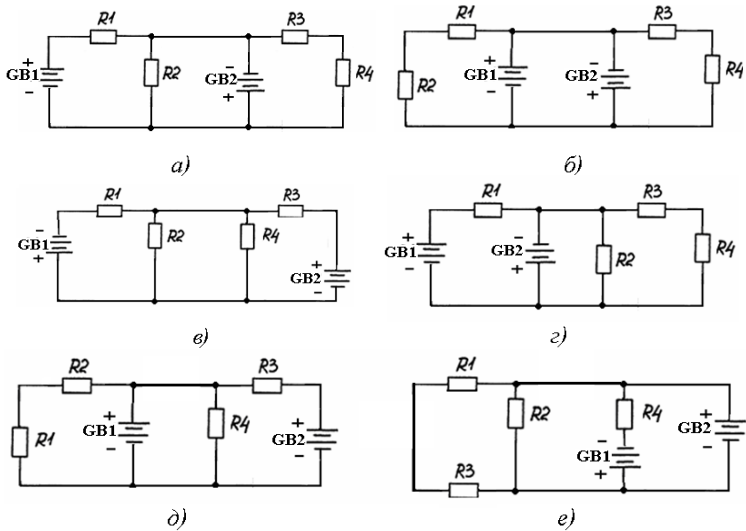 R1 R3
+ GB1 - R2 - GB2 + R4
а)
R1 R3
R2 + GB1 - - GB2 + R4
б)
R1 R3
- GB1 + R2 R4 + GB2 -
в)
R1 R3
+ GB1 - - GB2 + R2 R4
г)
R2 R3
R1 + GB1 - R4 + GB2 -
д)
R1
R2 R4 + GB2 -
- GB1 +
R3
е)